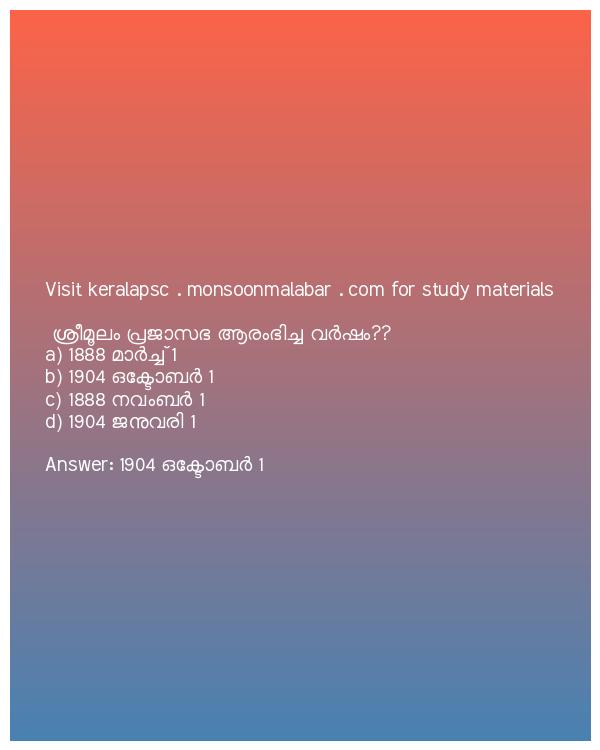 Visit keralapsc . monsoonmalabar . com for study materials
ശ്രീമൂലം പ്രജാസഭ ആരംഭിച്ച വർഷം??
a) 1888 മാർച്ച് 1
b) 1904 ഒക്ടോബർ 1
c) 1888 നവംബർ 1
d) 1904 ജനുവരി 1
Answer: 1904 ഒക്ടോബർ 1